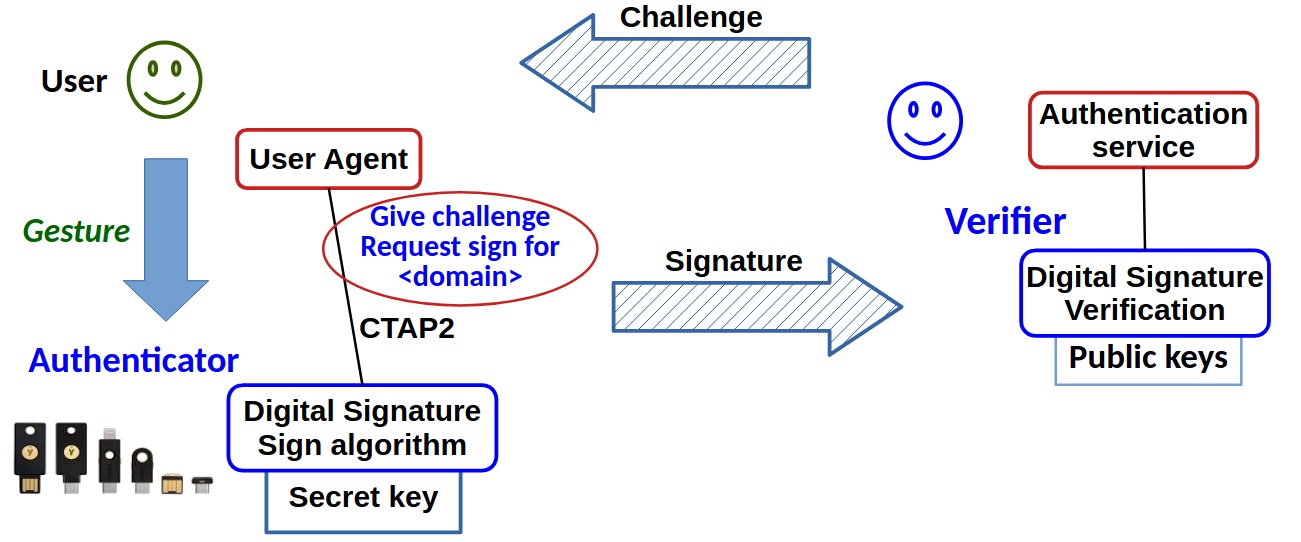 Challenge
User
Authentication
service
User Agent
Give challenge
Request sign for
<domain>
Gesture
Verifier
Signature
Digital Signature
Verification
CTAP2
Public keys
Authenticator
Digital Signature
Sign algorithm
Secret key
y
y